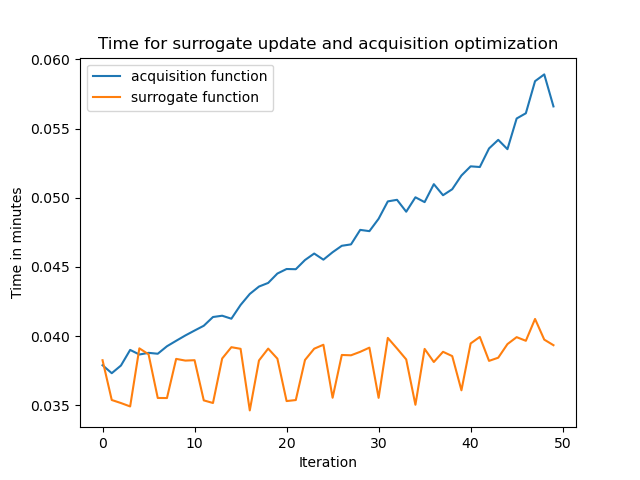 Time for surrogate update and acquisition optimization
acquisition function
surrogate function
0.060
0.055
0.050
0.045
0.040
0.035
Time in minutes
0 10 20 30 40 50
Iteration